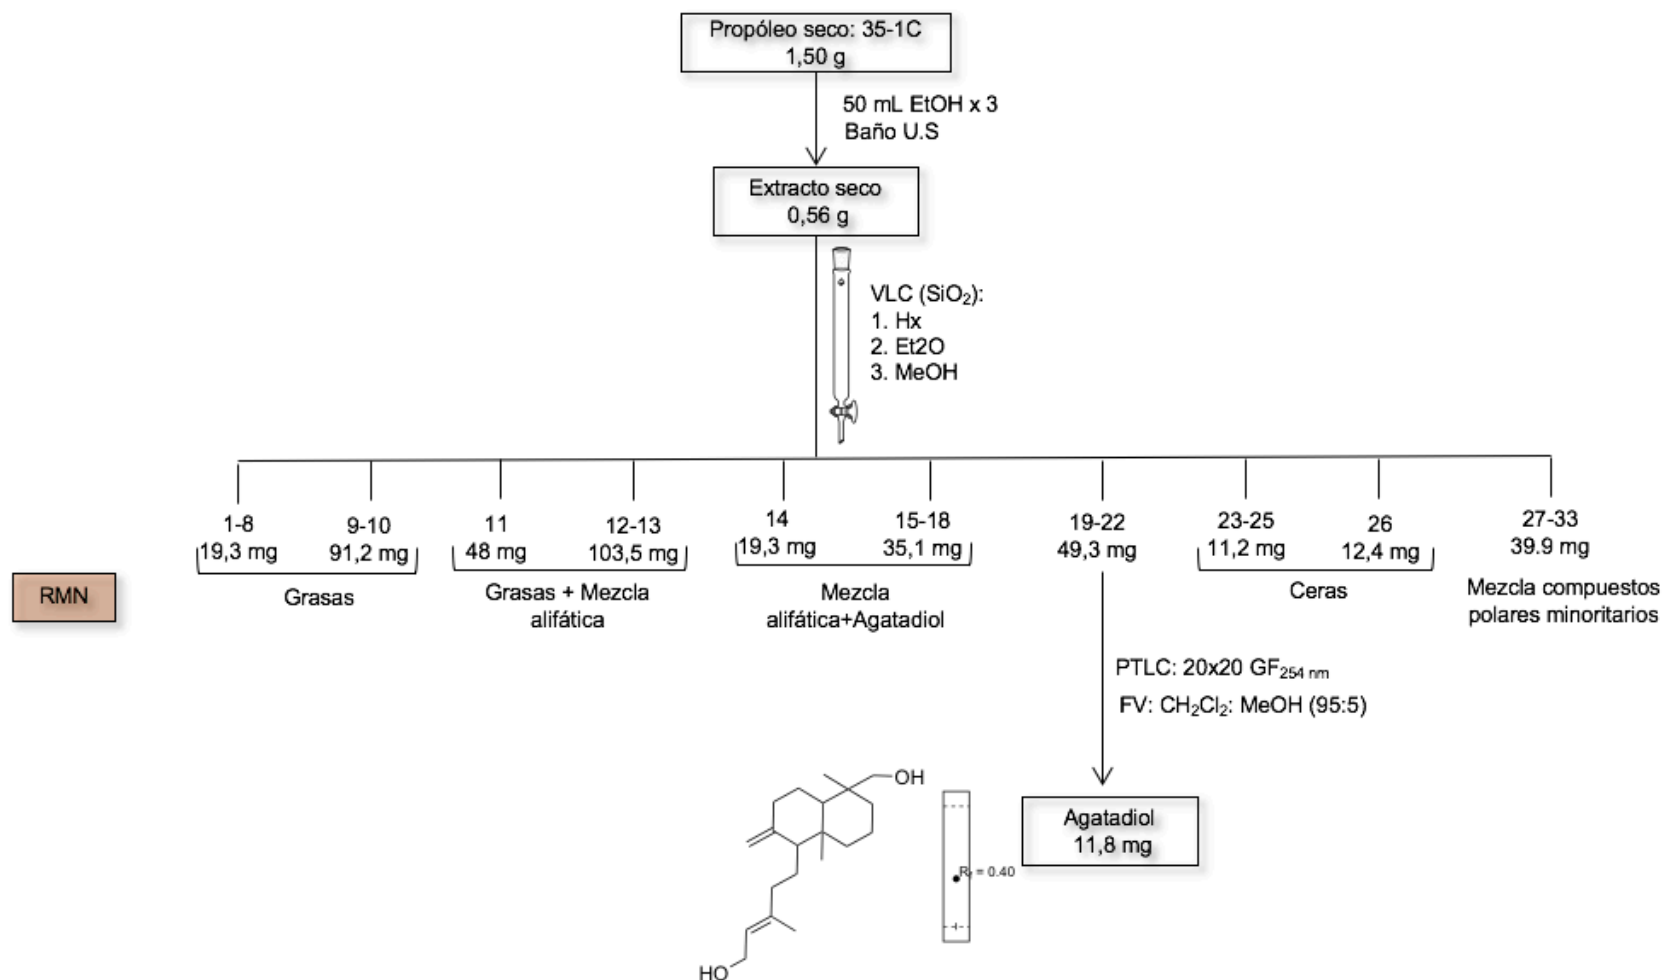 Propóleo seco: 35-1C
1,50 g
50 mL EtOH x 3
Baño U.S
Extracto seco
0,56 g
VLC (SiO₂):
1. Hx
2. Et2O
3. MeOH
1-8
19,3 mg
9-10
91,2 mg
Grasas
11
48 mg
12-13
103,5 mg
Grasas + Mezcla
alifática
14
19,3 mg
15-18
35,1 mg
Mezcla
alifática+Agatadiol
19-22
49,3 mg
23-25
11,2 mg
26
12,4 mg
Ceras
27-33
39.9 mg
Mezcla compuestos
polares minoritarios
RMN
PTLC: 20x20 GF₂₅₄ ₙₘ
FV: CH₂Cl₂: MeOH (95:5)
OH
HO
Rf = 0.40
Agatadiol
11,8 mg